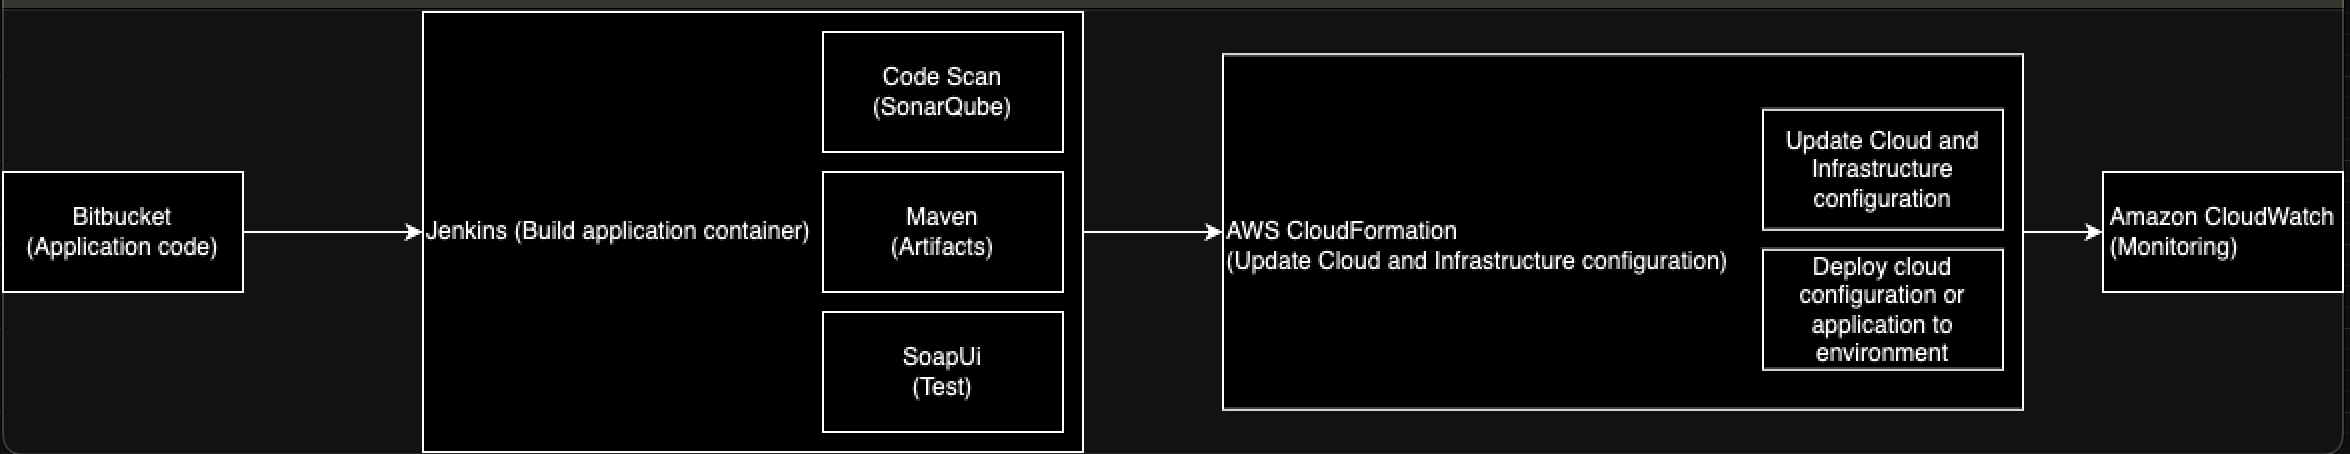 Bitbucket
(Application code)
Jenkins (Build application container)
Code Scan
(SonarQube)
Maven
(Artifacts)
SoapUi
(Test)
AWS CloudFormation
(Update Cloud and Infrastructure configuration)
Update Cloud and
Infrastructure
configuration
Deploy cloud
configuration or
application to
environment
Amazon CloudWatch
(Monitoring)